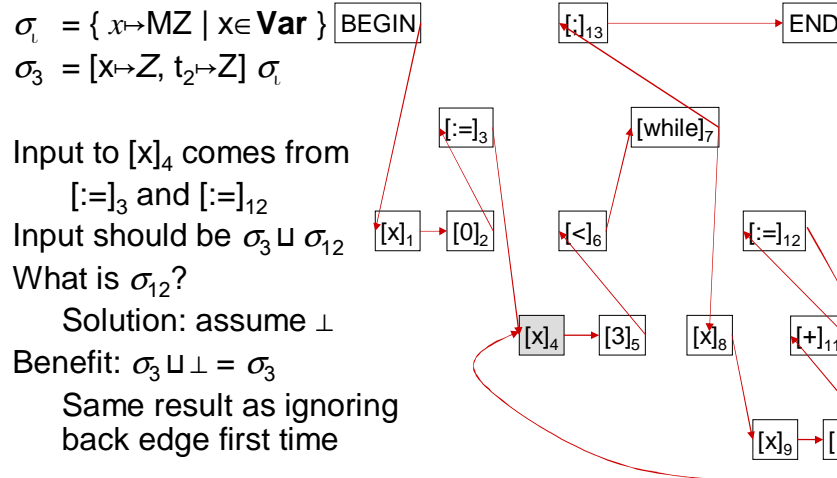 σι = { x↦MZ | x∈ Var }
σ3 = [x↦Z, t2↦Z] σι
Input to [x]4 comes from
[:=]3 and [:=]12
Input should be σ3 ⊔ σ12
What is σ12?
Solution: assume ⊥
Benefit: σ3 ⊔ ⊥ = σ3
Same result as ignoring
back edge first time
BEGIN
[;]13
END
[:=]3
[while]7
[x]1
[0]2
[<]6
[:=]12
[x]4
[3]5
[x]8
[+]11
[x]9
[